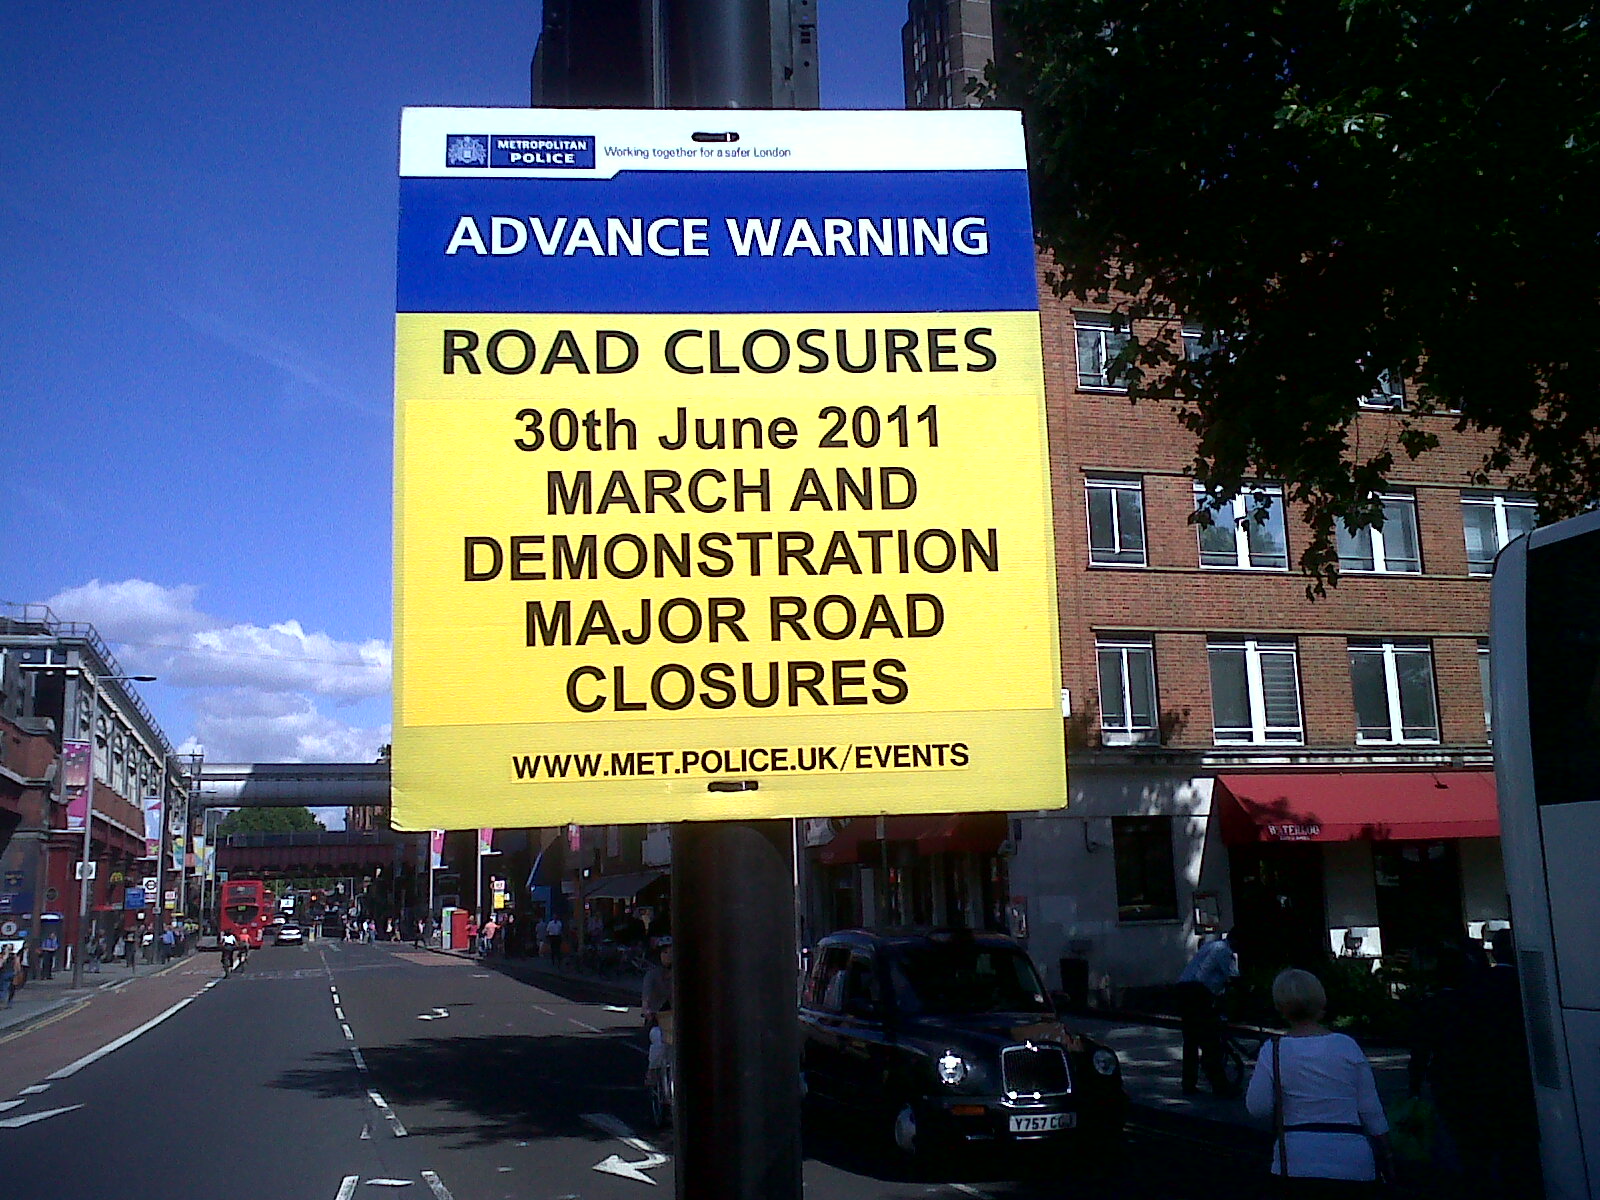 METROPOLITAN
POLICE
Working together for a safer London
ADVANCE WARNING
ROAD CLOSURES
30th June 2011
MARCH AND
DEMONSTRATION
MAJOR ROAD
CLOSURES
WWW.MET.POLICE.UK/EVENTS
WATERLOO
Y757